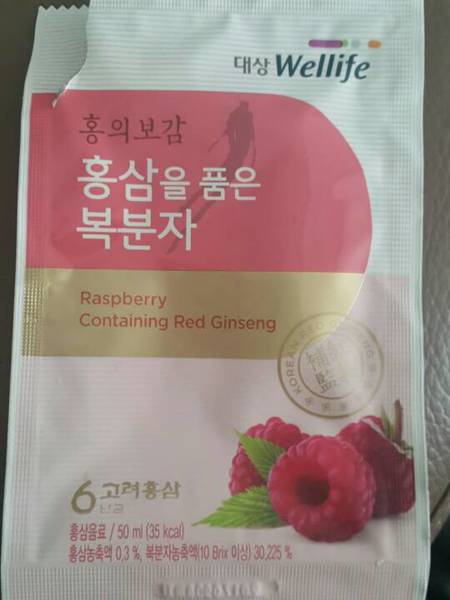 대상 Wellife
홍의보감
홍삼을 품은
복분자
Raspberry
Containing Red Ginseng
KOREAN RED GINSENG
6년근 고려홍삼
홍삼음료 / 50 ml (35 kcal)
홍삼농축액 0,3 %, 복분자농축액(10 Brix 이상) 30,225 %